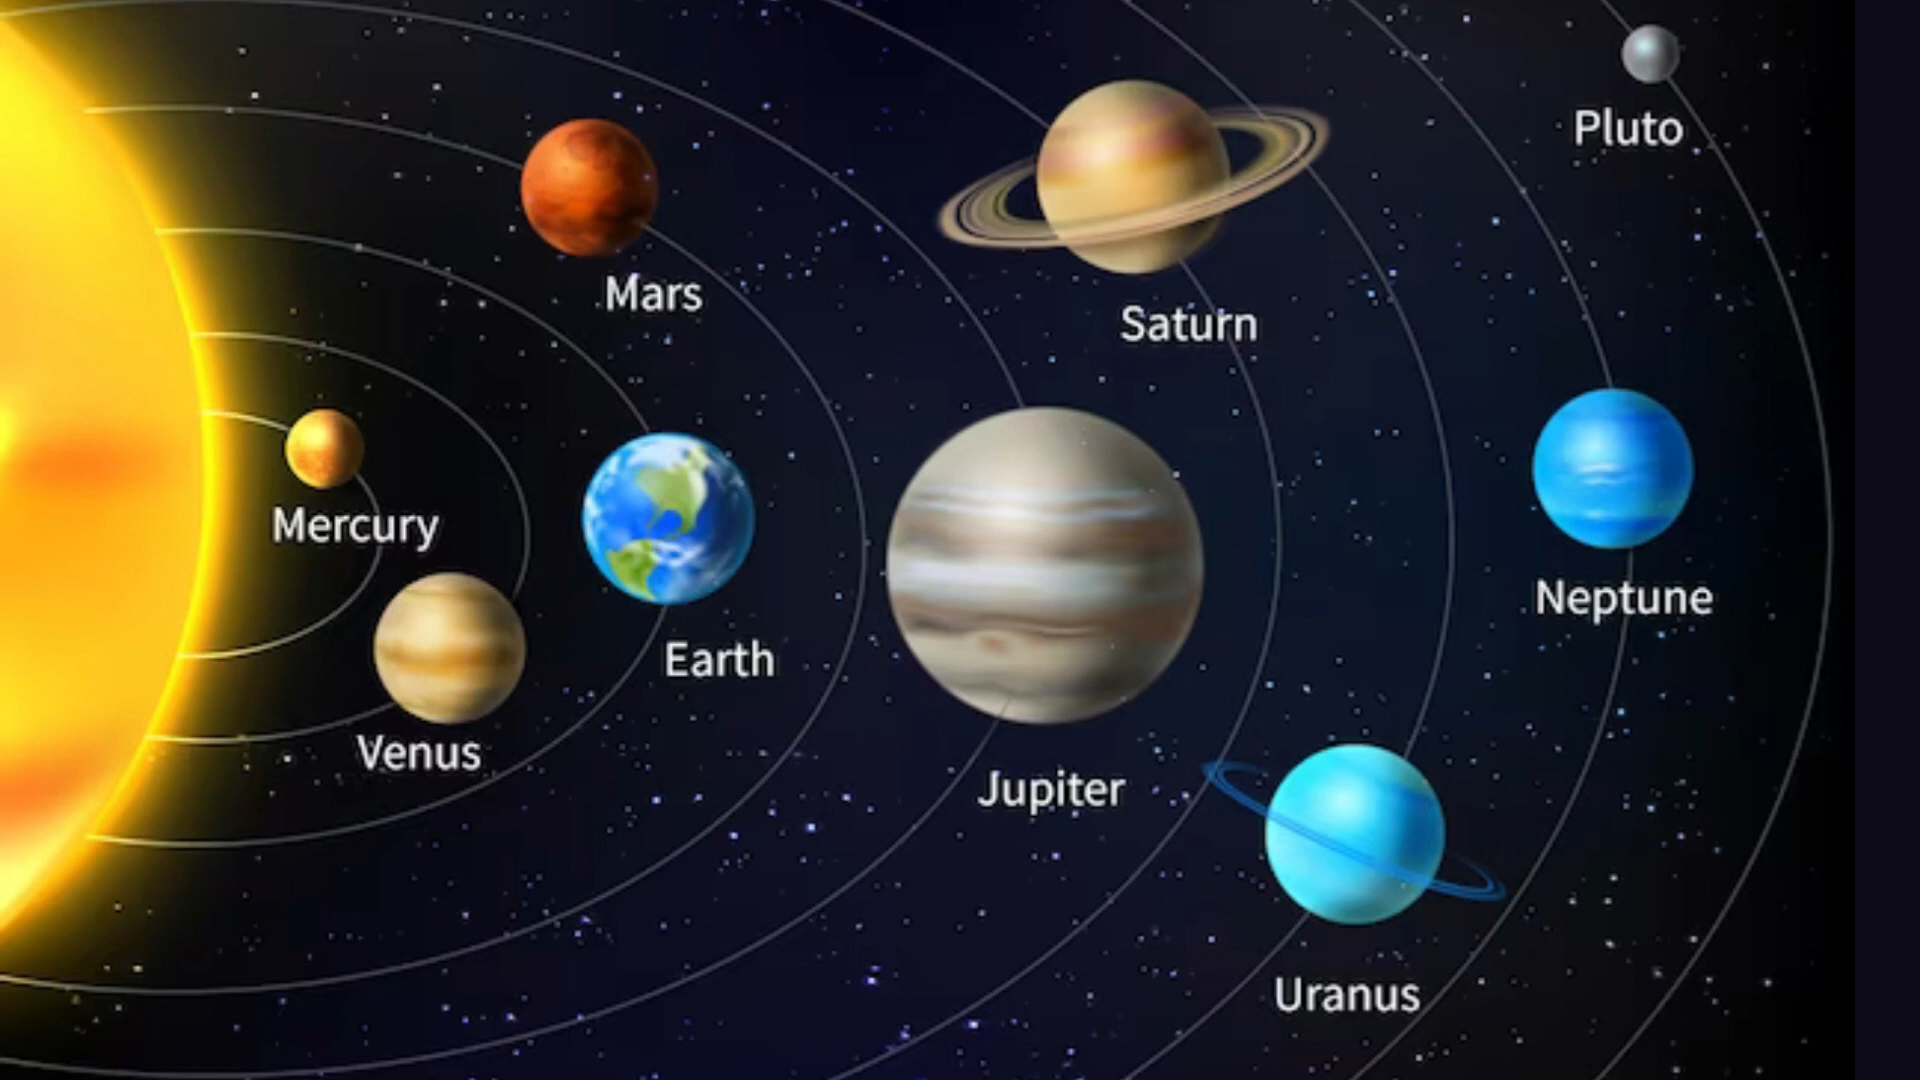 Pluto
Mars
Saturn
Mercury
Neptune
Earth
Venus
Jupiter
Uranus